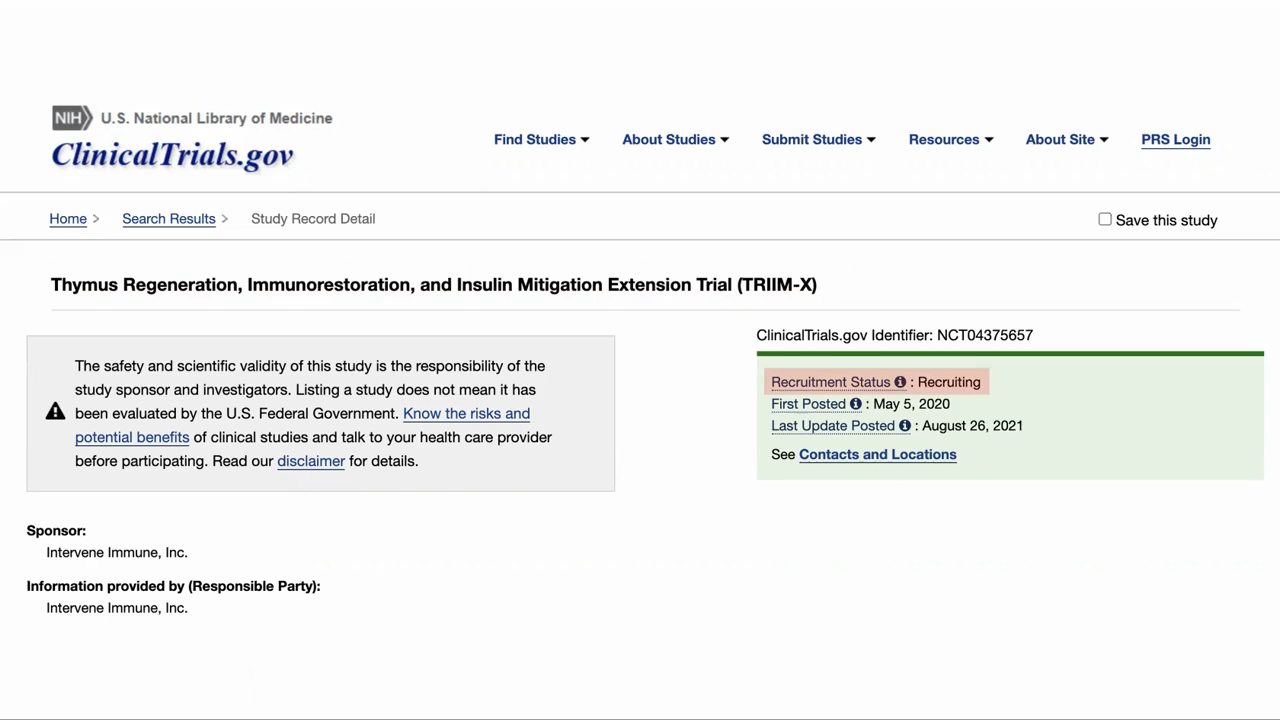 NIH U.S. National Library of Medicine
ClinicalTrials.gov
Find Studies About Studies Submit Studies Resources About Site PRS Login
Home > Search Results > Study Record Detail
Save this study
Thymus Regeneration, Immunorestoration, and Insulin Mitigation Extension Trial (TRIIM-X)
The safety and scientific validity of this study is the responsibility of the
study sponsor and investigators. Listing a study does not mean it has
been evaluated by the U.S. Federal Government. Know the risks and
potential benefits of clinical studies and talk to your health care provider
before participating. Read our disclaimer for details.
ClinicalTrials.gov Identifier: NCT04375657
Recruitment Status : Recruiting
First Posted : May 5, 2020
Last Update Posted : August 26, 2021
See Contacts and Locations
Sponsor:
Intervene Immune, Inc.
Information provided by (Responsible Party):
Intervene Immune, Inc.